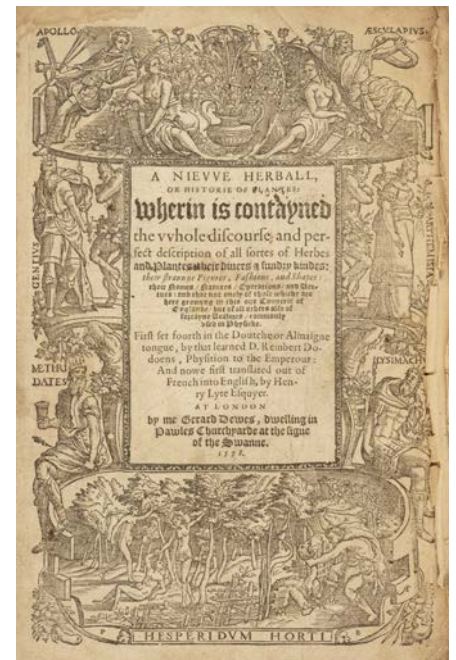 APOLLO.
ÆSCVLAPIVS.
A NIEVVE HERBALL,
OR HISTORIE OF PLANTES:
wherin is contayned
the vvhole discourse, and per-
fect description of all sortes of Herbes
and Plantes: their divers & sundry kindes:
their straunge Figures, Fashions, and Shapes:
their Names, Natures, Operations, and Ver-
tues: and that not onely of those whiche are
here growyng in this our Countrie of
Englande, but of all others also of
forrayne Realmes, commonly
used in Physicke.
First set fourth in the Doutche or Almaigne
tongue, by that learned D. Rembert Do-
doens, Physition to the Emperour:
And nowe first translated out of
French into English, by Hen-
ry Lyte Esquyer.
AT LONDON
by me Gerard Dewes, dwelling in
Pawles Churchyarde at the signe
of the Swanne.
1578.
GENTIVS
METHRI
DATES
LYSIMACH
HESPERIDVM HORTI